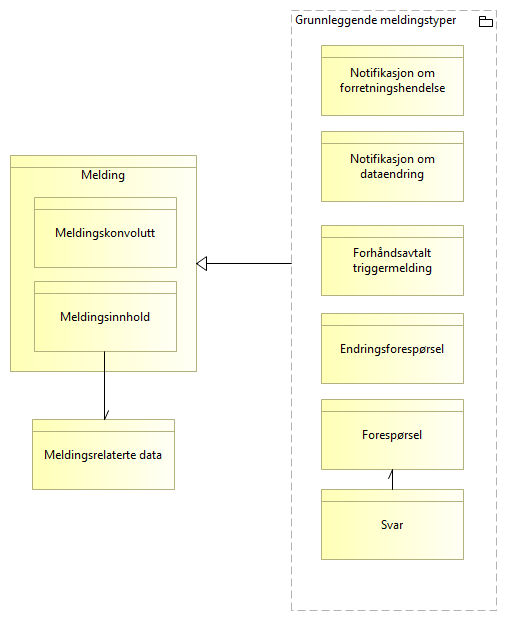 Grunnleggende meldingstyper
Notifikasjon om
forretningshendelse
Notifikasjon om
dataendring
Forhåndsavtalt
triggermelding
Endringsforespørsel
Forespørsel
Svar
Melding
Meldingskonvolutt
Meldingsinnhold
Meldingsrelaterte data